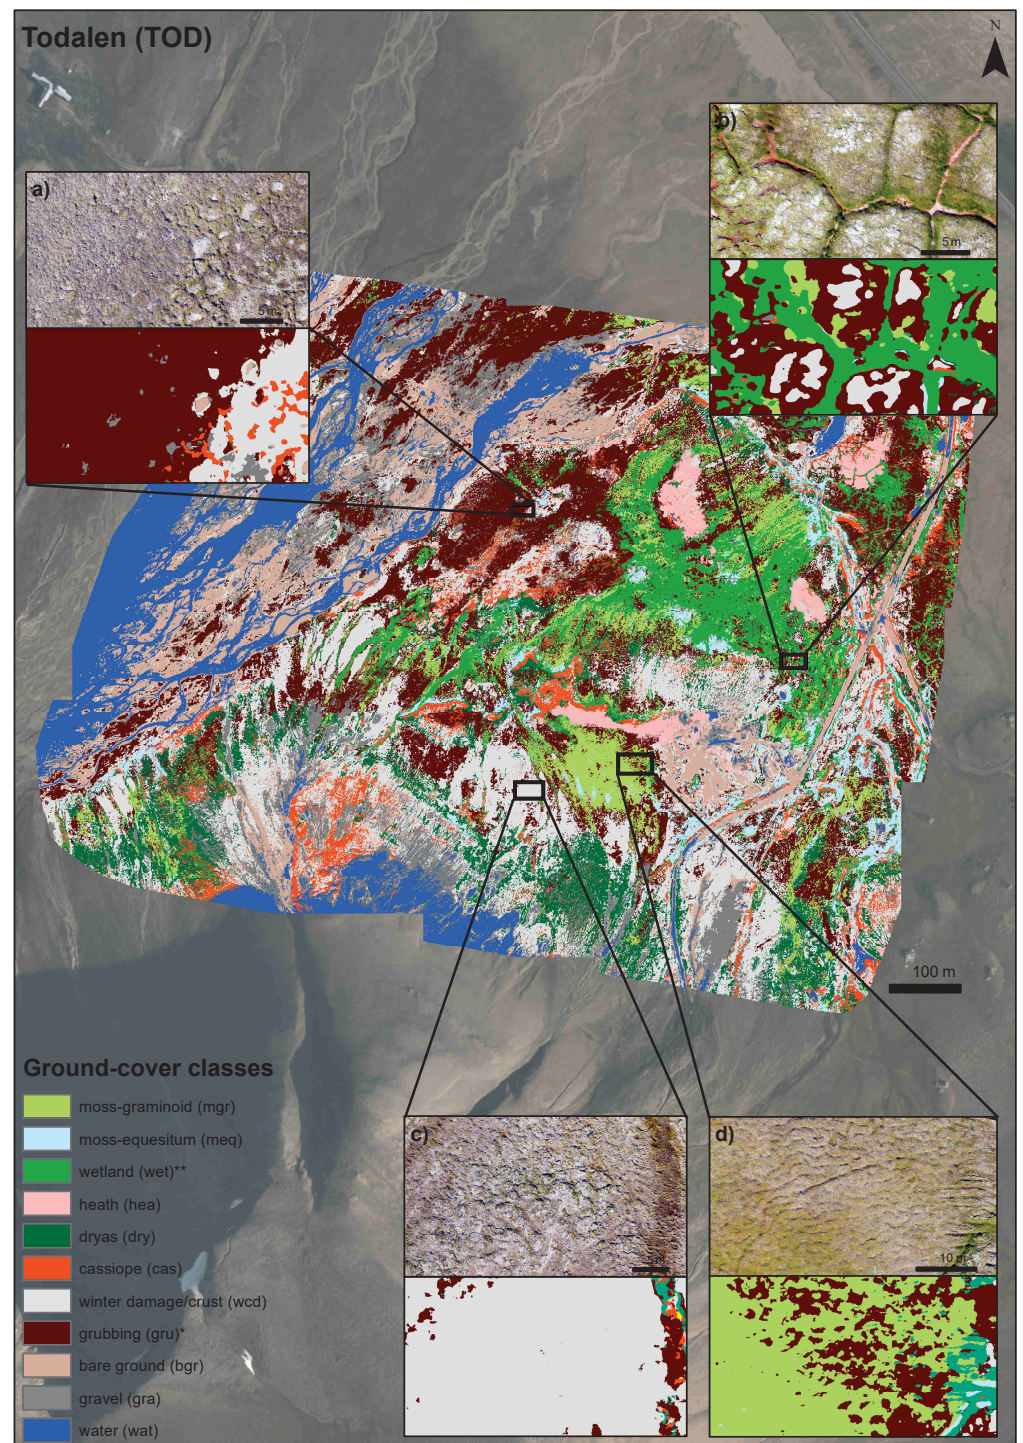 Todalen (TOD)
N
a)
5 m
b)
5 m
100 m
Ground-cover classes
moss-graminoid (mgr)
moss-equesitum (meq)
wetland (wet)**
heath (hea)
dryas (dry)
cassiope (cas)
winter damage/crust (wcd)
grubbing (gru)*
bare ground (bgr)
gravel (gra)
water (wat)
c)
d)
10 m